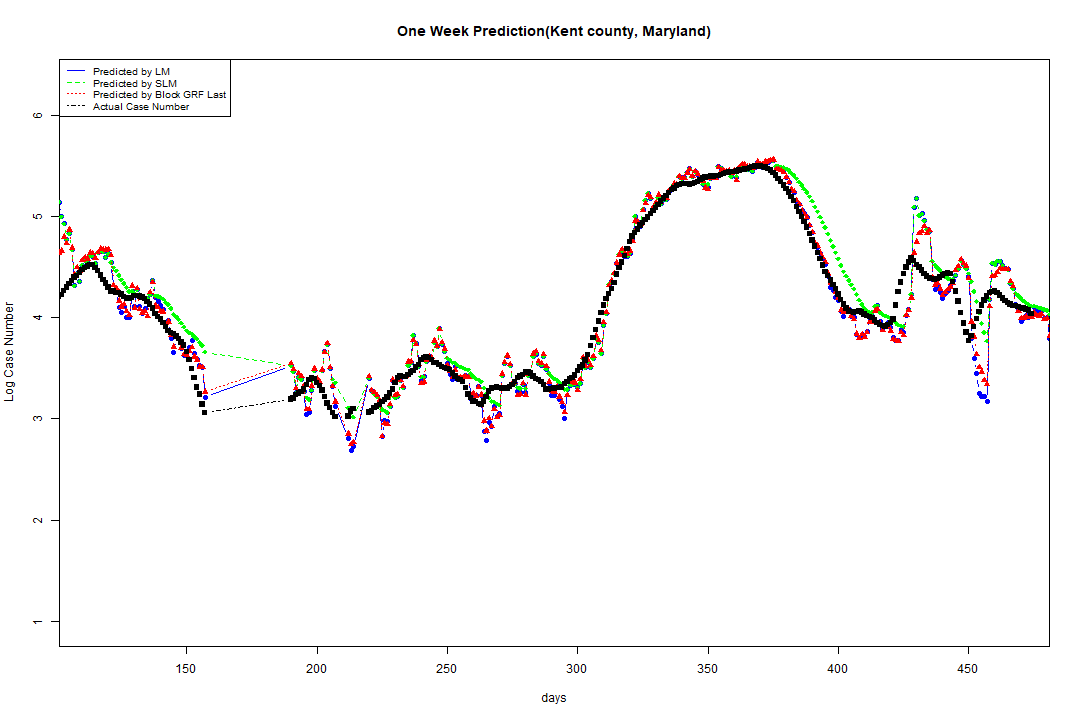 One Week Prediction(Kent county, Maryland)
Predicted by LM
Predicted by SLM
Predicted by Block GRF Last
Actual Case Number
Log Case Number
6
5
4
3
2
1
150 200 250 300 350 400 450
days